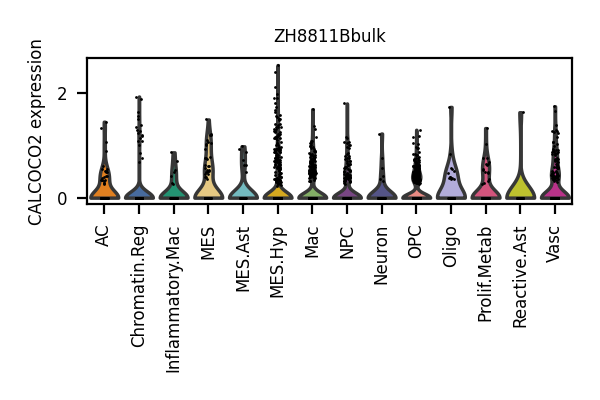 ZH8811Bbulk
CALCOCO2 expression
2
0
AC
Chromatin.Reg
Inflammatory.Mac
MES
MES.Ast
MES.Hyp
Mac
NPC
Neuron
OPC
Oligo
Prolif.Metab
Reactive.Ast
Vasc